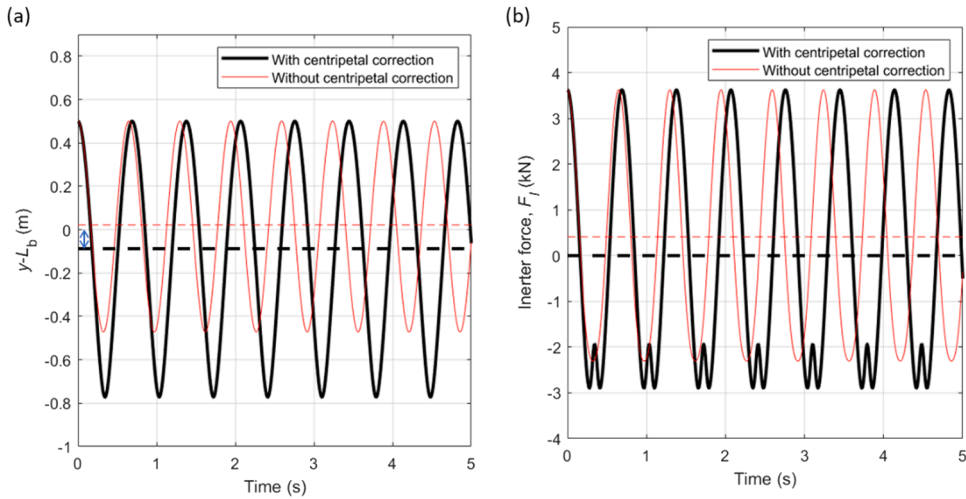 (a)
With centripetal correction
Without centripetal correction
y-L_b (m)
0.8
0.6
0.4
0.2
0
-0.2
-0.4
-0.6
-0.8
-1
0 1 2 3 4 5
Time (s)
(b)
With centripetal correction
Without centripetal correction
Inerter force, F_I (kN)
5
4
3
2
1
0
-1
-2
-3
-4
0 1 2 3 4 5
Time (s)